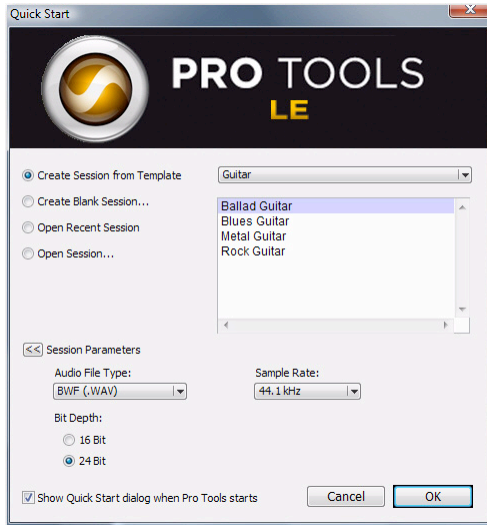 Quick Start
PRO TOOLS
LE
Create Session from Template
Guitar
Create Blank Session...
Open Recent Session
Open Session...
Ballad Guitar
Blues Guitar
Metal Guitar
Rock Guitar
<< Session Parameters
Audio File Type:
Sample Rate:
BWF (.WAV)
44.1 kHz
Bit Depth:
16 Bit
24 Bit
Show Quick Start dialog when Pro Tools starts
Cancel
OK